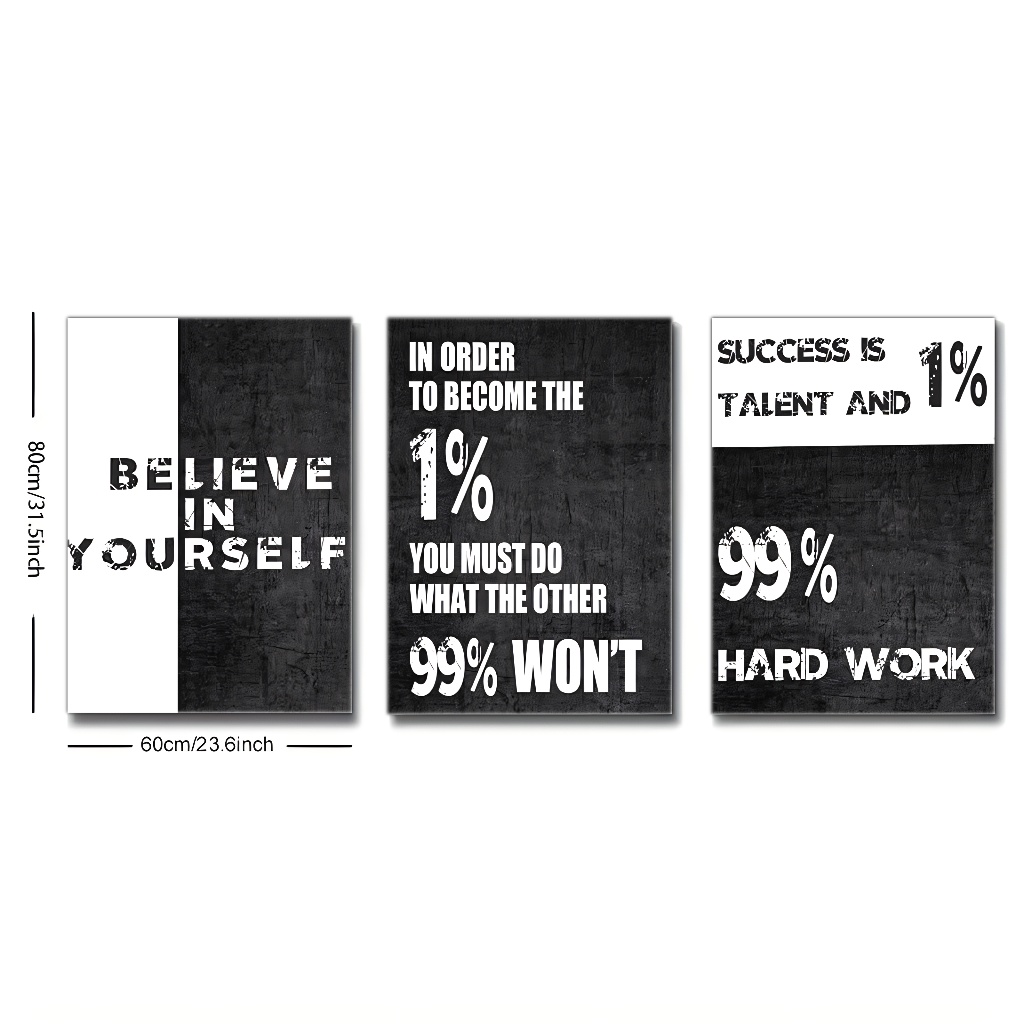 80cm/31.5inch
BELIEVE
IN
YOURSELF
60cm/23.6inch
IN ORDER
TO BECOME THE
1%
YOU MUST DO
WHAT THE OTHER
99% WON'T
SUCCESS IS
TALENT AND 1%
99%
HARD WORK